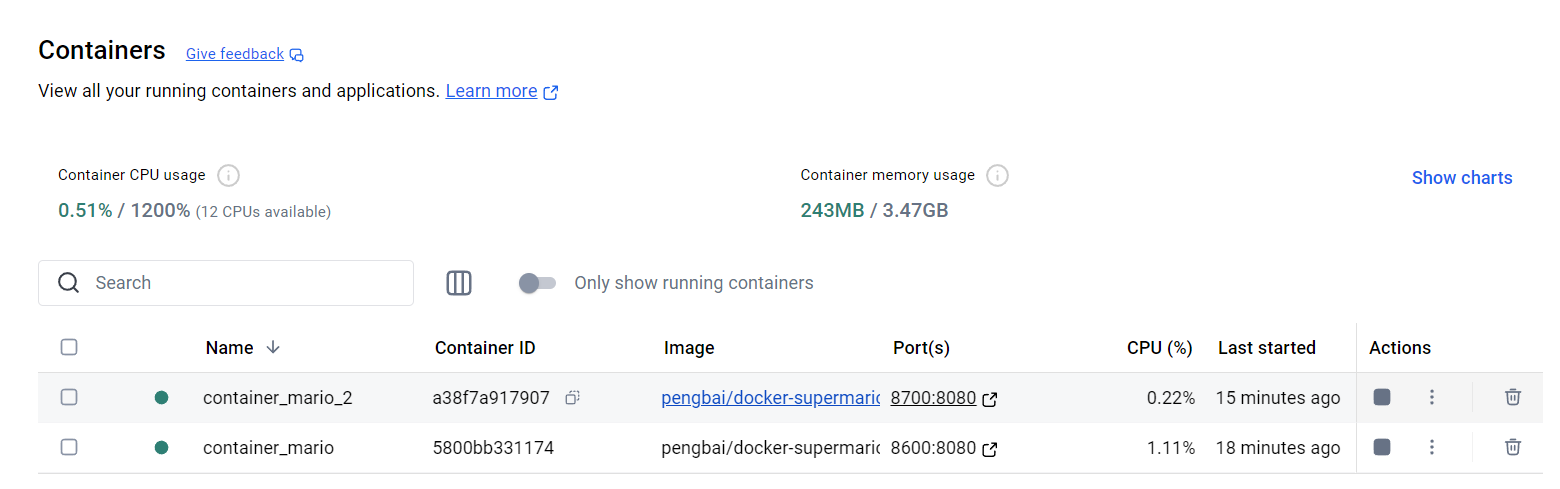 Containers Give feedback
View all your running containers and applications. Learn more
Container CPU usage Container memory usage Show charts
0.51% / 1200% (12 CPUs available) 243MB / 3.47GB
Search Only show running containers
Name Container ID Image Port(s) CPU (%) Last started Actions
container_mario_2 a38f7a917907 pengbai/docker-supermario 8700:8080 0.22% 15 minutes ago
container_mario 5800bb331174 pengbai/docker-supermario 8600:8080 1.11% 18 minutes ago